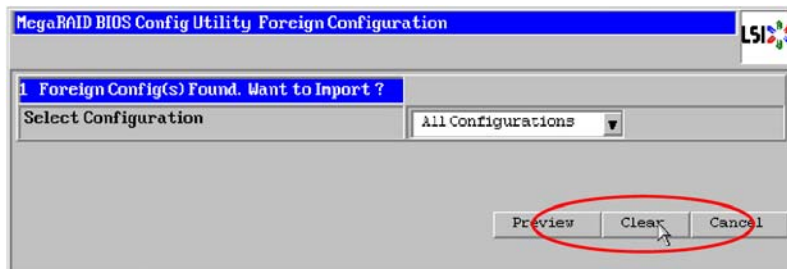 MegaRAID BIOS Config Utility Foreign Configuration
LSI
1 Foreign Config(s) Found. Want to Import ?
Select Configuration
All Configurations
Preview
Clear
Cancel